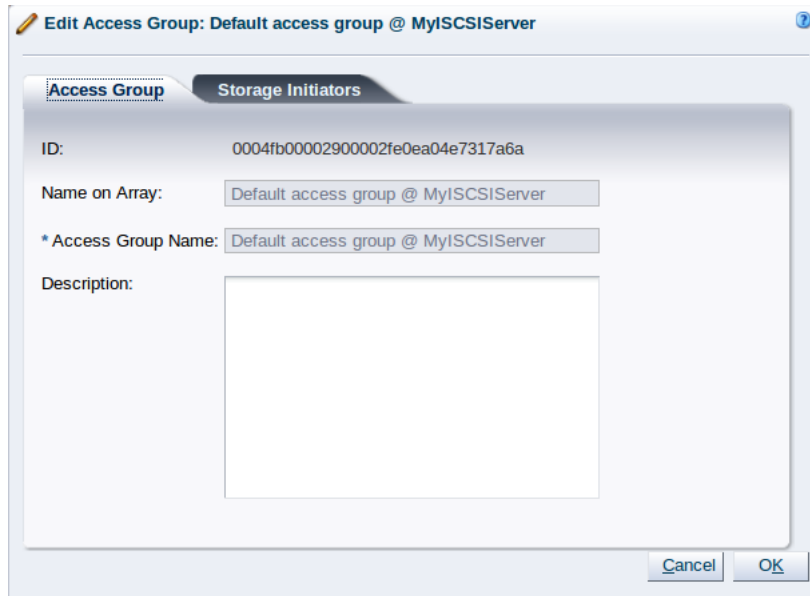 Edit Access Group: Default access group @ MyISCSIServer
?
Access Group
Storage Initiators
ID: 0004fb00002900002fe0ea04e7317a6a
Name on Array: Default access group @ MyISCSIServer
* Access Group Name: Default access group @ MyISCSIServer
Description:
Cancel OK